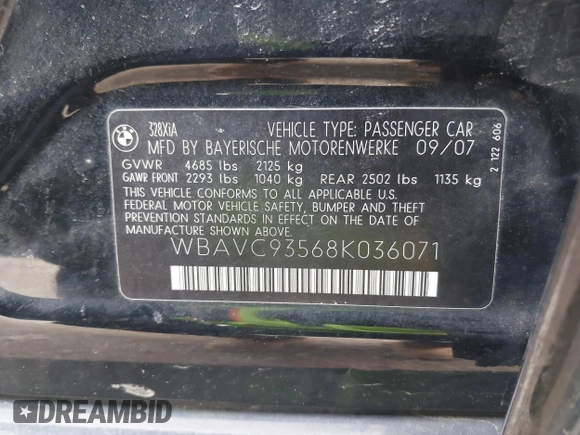 BMW
328XiA
VEHICLE TYPE: PASSENGER CAR
MFD BY BAYERISCHE MOTORENWERKE 09/07
GVWR 4685 lbs 2125 kg
GAWR FRONT 2293 lbs 1040 kg REAR 2502 lbs 1135 kg
THIS VEHICLE CONFORMS TO ALL APPLICABLE U.S.
FEDERAL MOTOR VEHICLE SAFETY, BUMPER AND THEFT
PREVENTION STANDARDS IN EFFECT ON THE DATE OF
MANUFACTURE SHOWN ABOVE.
WBAVC93568K036071
2 122 606
DREAMBID